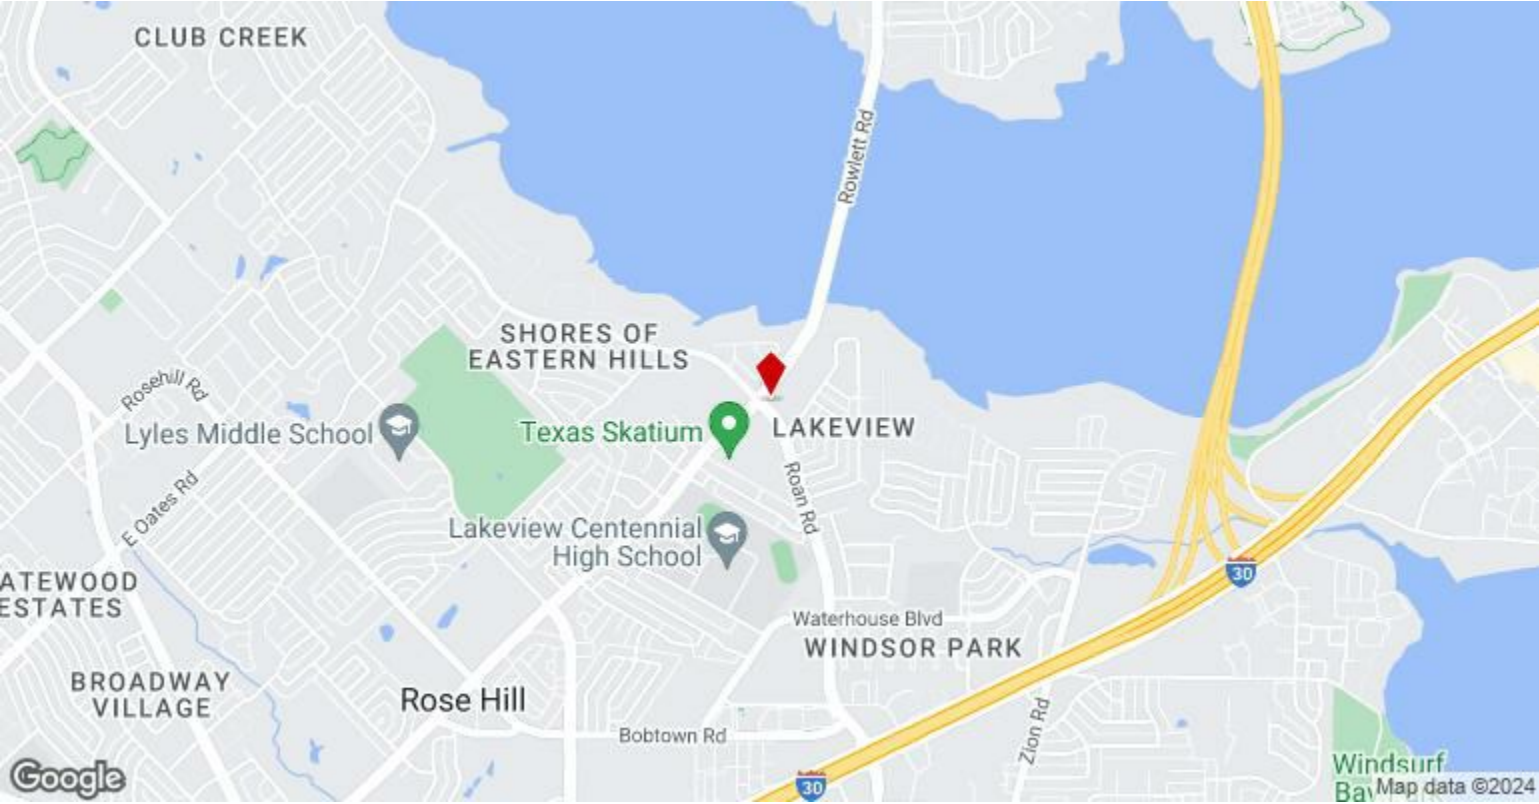 CLUB CREEK
Rowlett Rd
SHORES OF
EASTERN HILLS
Rosehill Rd
Lyles Middle School
Texas Skatium
LAKEVIEW
E Oates Rd
Roan Rd
Lakeview Centennial
High School
30
ATEWOOD
ESTATES
Waterhouse Blvd
WINDSOR PARK
BROADWAY
VILLAGE
Rose Hill
Bobtown Rd
Zion Rd
Windsurf
Bay
30
Google
Map data ©2024